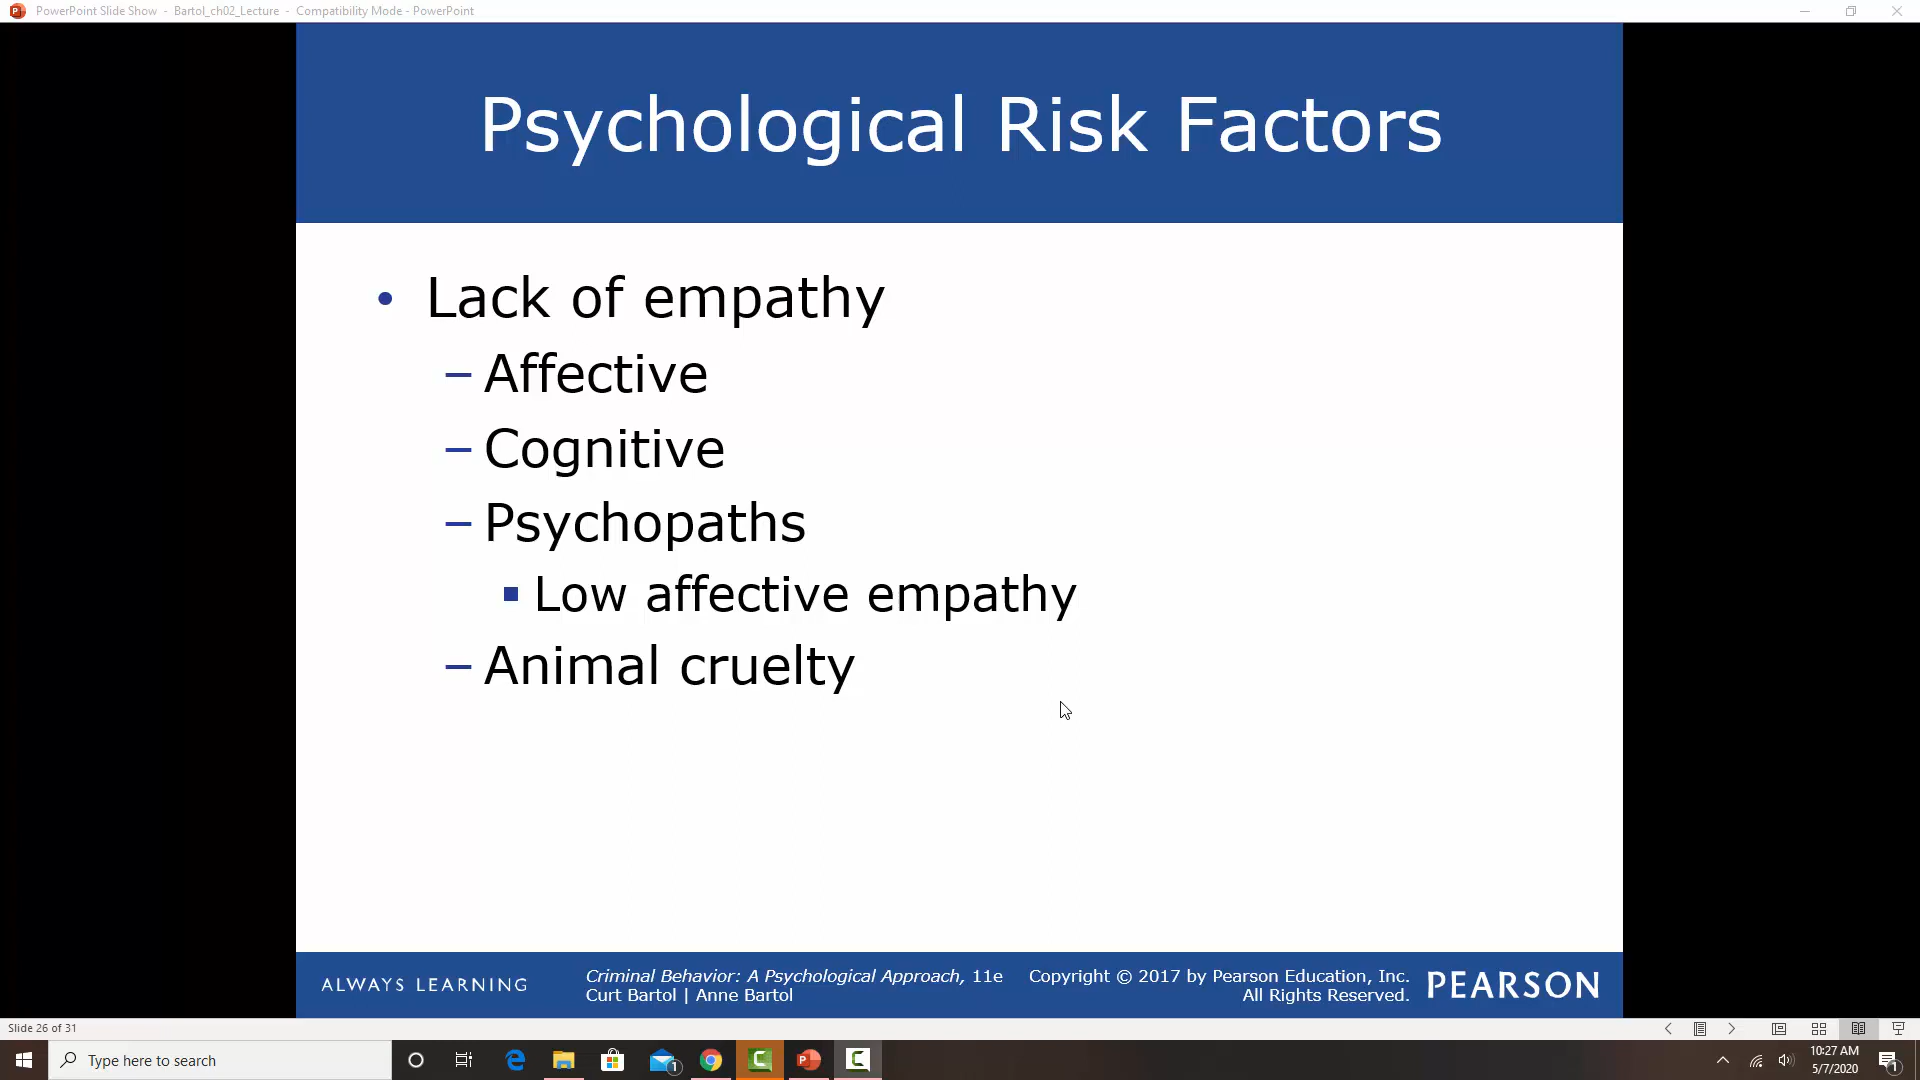 PowerPoint Slide Show - Bartol_ch02_Lecture - Compatibility Mode - PowerPoint
Psychological Risk Factors
• Lack of empathy
– Affective
– Cognitive
– Psychopaths
▪ Low affective empathy
– Animal cruelty
ALWAYS LEARNING
Criminal Behavior: A Psychological Approach, 11e
Curt Bartol | Anne Bartol
Copyright © 2017 by Pearson Education, Inc.
All Rights Reserved.
PEARSON
Slide 26 of 31
Type here to search
1
10:27 AM
5/7/2020
1